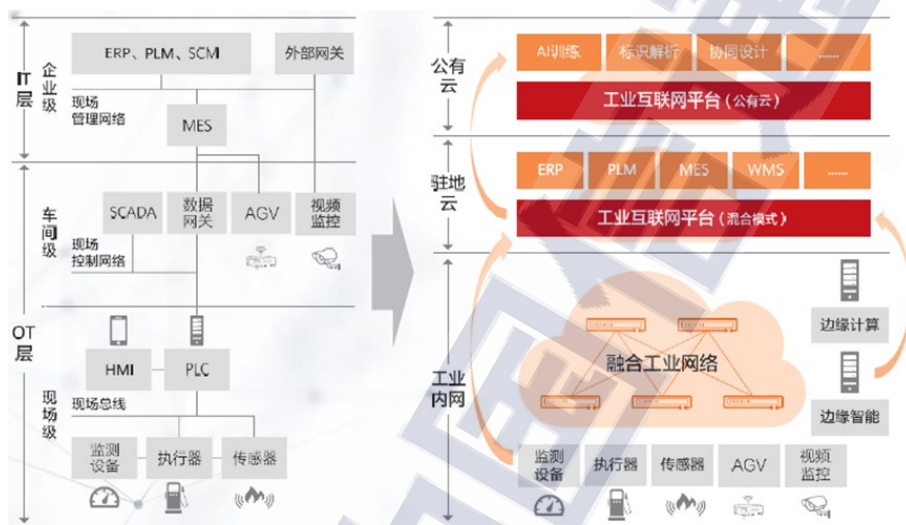 IT
层
企
业
级
ERP、PLM、SCMI
外部网关
现场
管理网络
MES
车
间
级
SCADA
数据
网关
AGV
视频
监控
现场
控制网络
OT
层
现
场
级
HMI
PLC
现场总线
监测
设备
执行器
传感器
公有
云
AI训练
标识解析
协同设计
......
工业互联网平台(公有云)
驻地
云
ERP
PLM
MES
WMS
......
工业互联网平台(混合模式)
工业
内网
融合工业网络
边缘计算
边缘智能
监测
设备
执行器
传感器
AGV
视频
监控